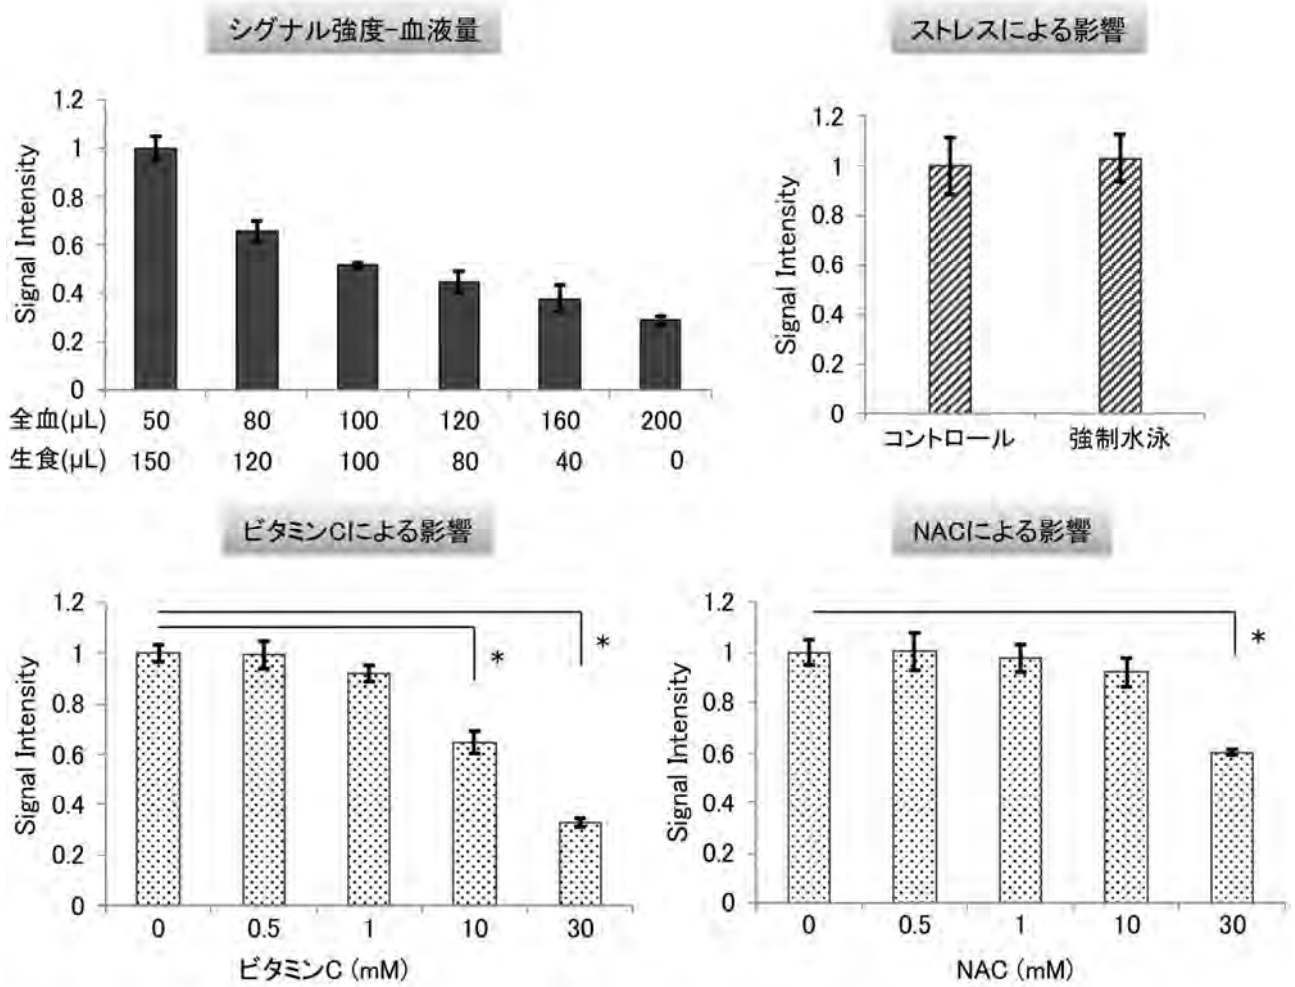 シグナル強度-血液量
Signal Intensity
1.2
1
0.8
0.6
0.4
0.2
0
全血(μL) 50 80 100 120 160 200
生食(μL) 150 120 100 80 40 0
ストレスによる影響
Signal Intensity
1.2
1
0.8
0.6
0.4
0.2
0
コントロール 強制水泳
ビタミンCによる影響
Signal Intensity
1.2
1
0.8
0.6
0.4
0.2
0
*
*
0 0.5 1 10 30
ビタミンC (mM)
NACによる影響
Signal Intensity
1.2
1
0.8
0.6
0.4
0.2
0
*
0 0.5 1 10 30
NAC (mM)